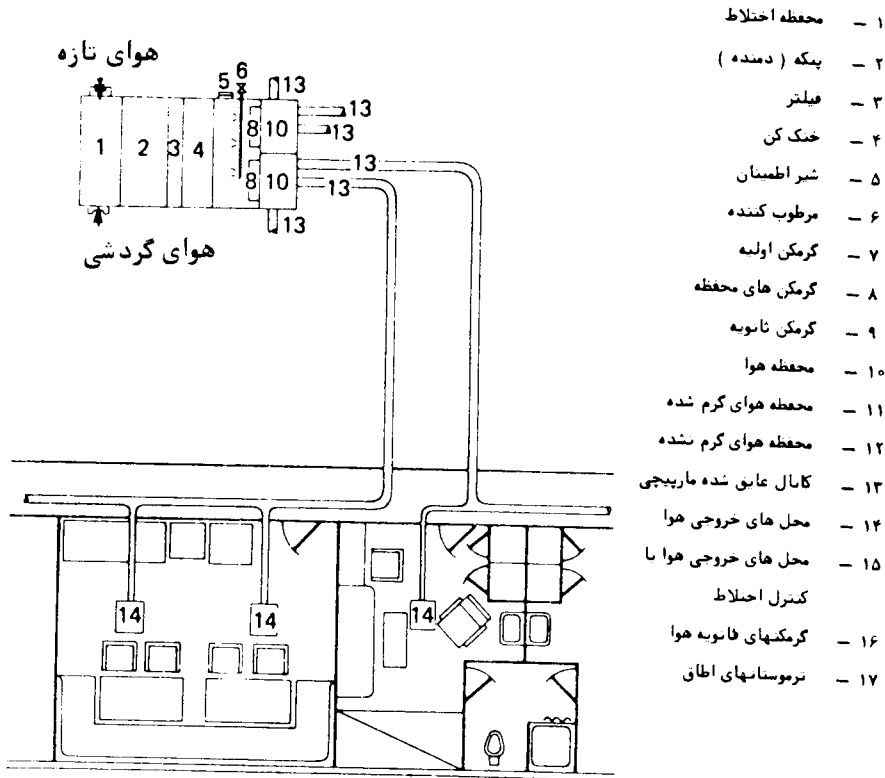 ۱ – محفظه اختلاط
۲ – پنکه ( دمنده )
۳ – فیلتر
۴ – خنک کن
۵ – شیر اطمینان
۶ – مرطوب کننده
۷ – گرمکن اولیه
۸ – گرمکن های محفظه
۹ – گرمکن ثانویه
۱۰ – محفظه هوا
۱۱ – محفظه هوای گرم شده
۱۲ – محفظه هوای گرم نشده
۱۳ – کانال عایق شده مارپیچی
۱۴ – محل های خروجی هوا
۱۵ – محل های خروجی هوا با
کنترل اختلاط
۱۶ – گرمکنهای ثانویه هوا
۱۷ – ترموستاتهای اطاق
هوای تازه
5 6 13
13
1 2 3 4 8 10 13
13
8 10 13
13
هوای گردشی
14 14 14